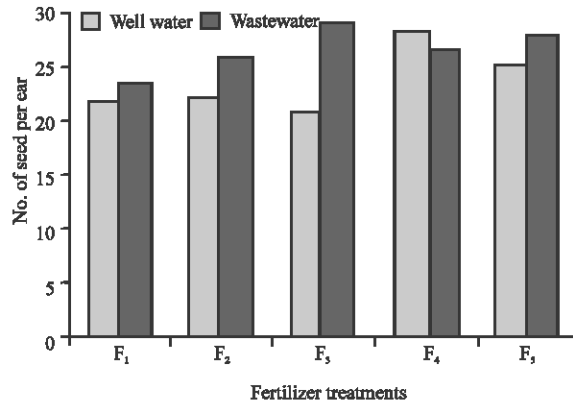 30
Well water Wastewater
25
20
15
10
5
0
No. of seed per ear
F₁ F₂ F₃ F₄ F₅
Fertilizer treatments